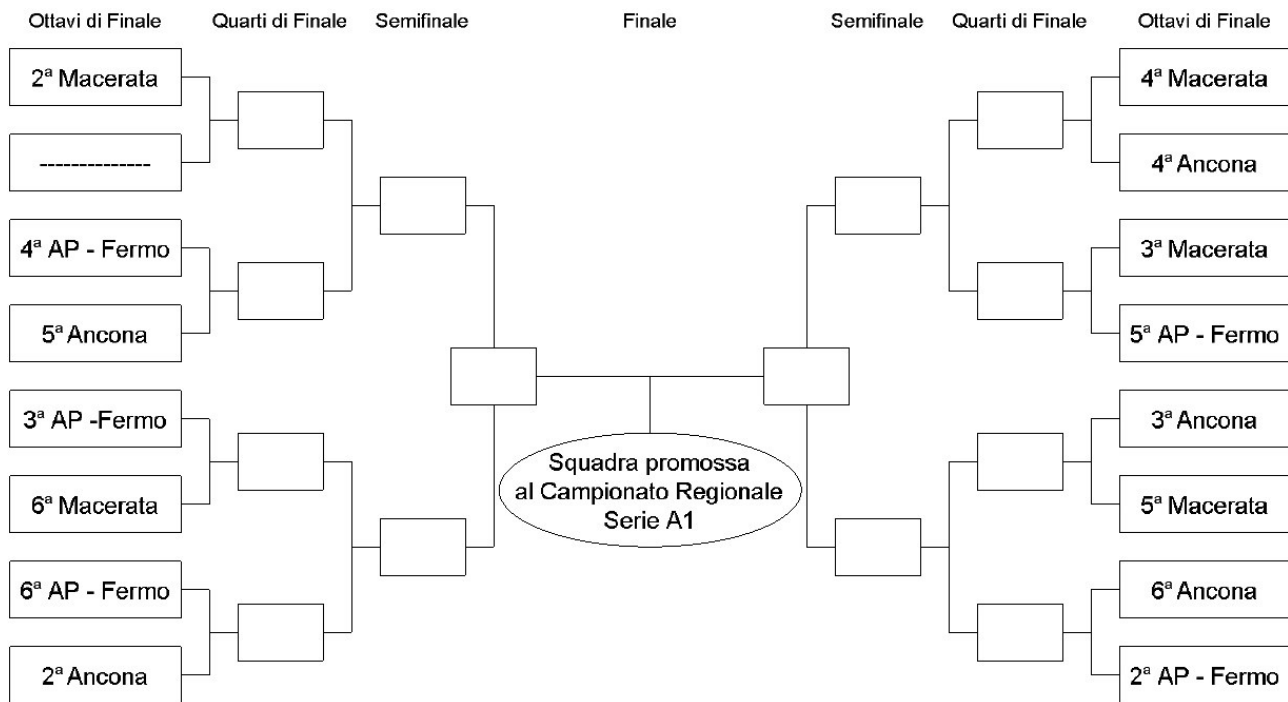 Ottavi di Finale Quarti di Finale Semifinale Finale Semifinale Quarti di Finale Ottavi di Finale
2ª Macerata
--------------
4ª AP - Fermo
5ª Ancona
3ª AP -Fermo
6ª Macerata
6ª AP - Fermo
2ª Ancona
Squadra promossa
al Campionato Regionale
Serie A1
4ª Macerata
4ª Ancona
3ª Macerata
5ª AP - Fermo
3ª Ancona
5ª Macerata
6ª Ancona
2ª AP - Fermo